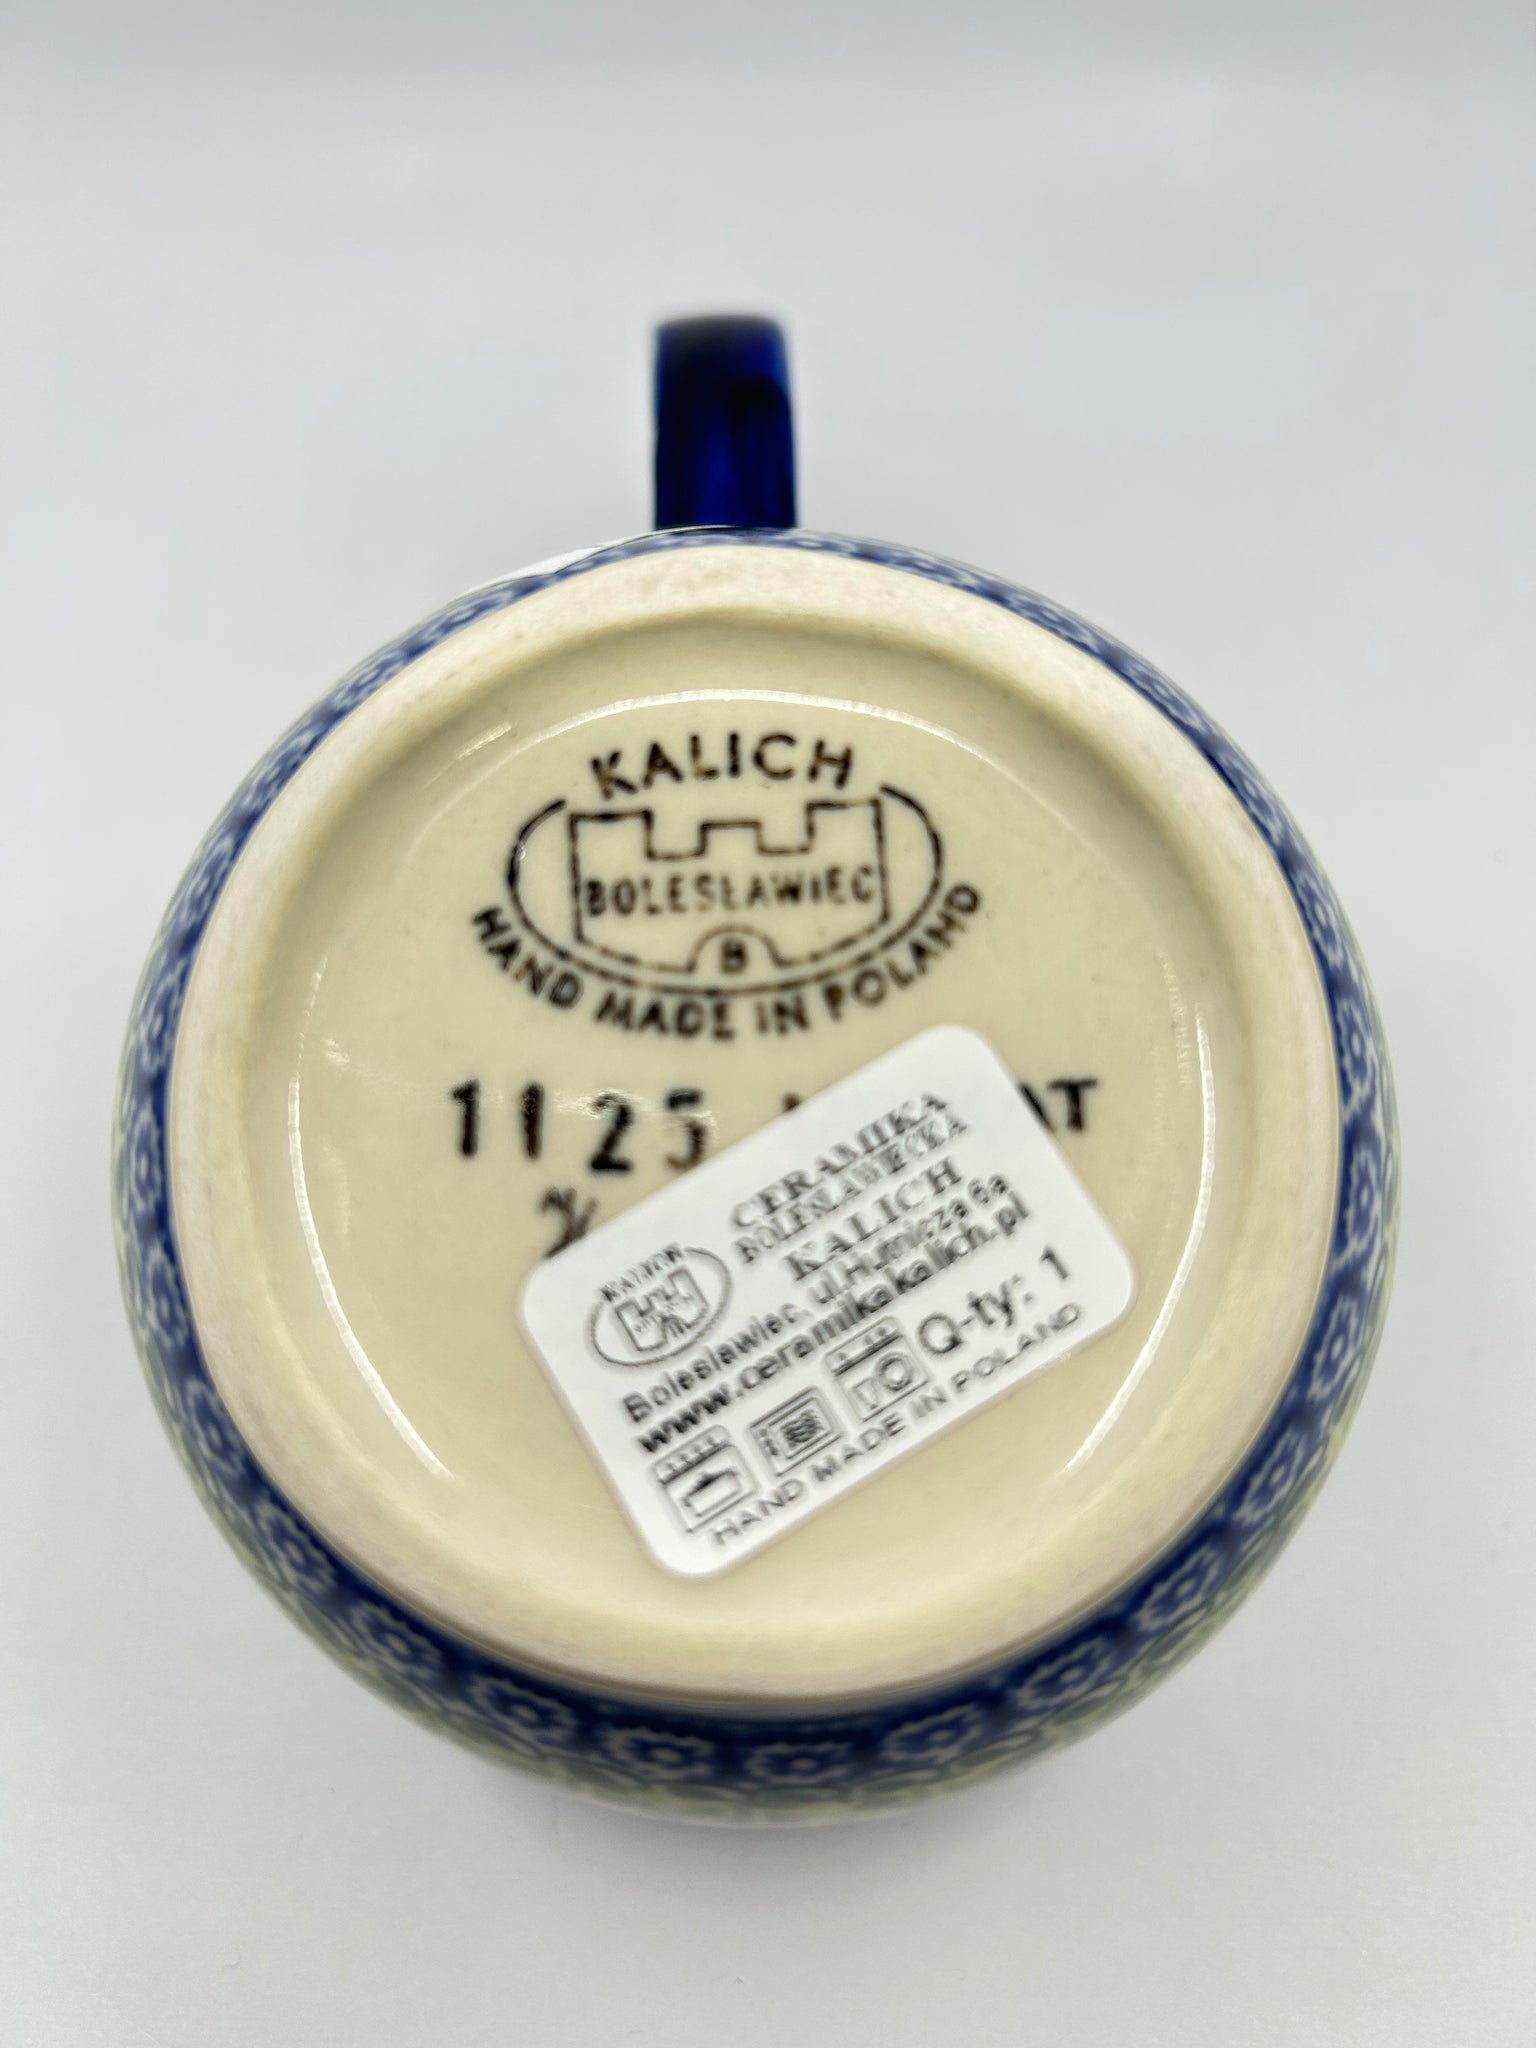 KALICH
BOLESŁAWIEC
B
HAND MADE IN POLAND
1125
CERAMIKA
BOLESŁAWIECKA
KALICH
Bolesławiec, ul.Hutnicza 6a
www.ceramikakalich.pl
Q-ty: 1
HAND MADE IN POLAND